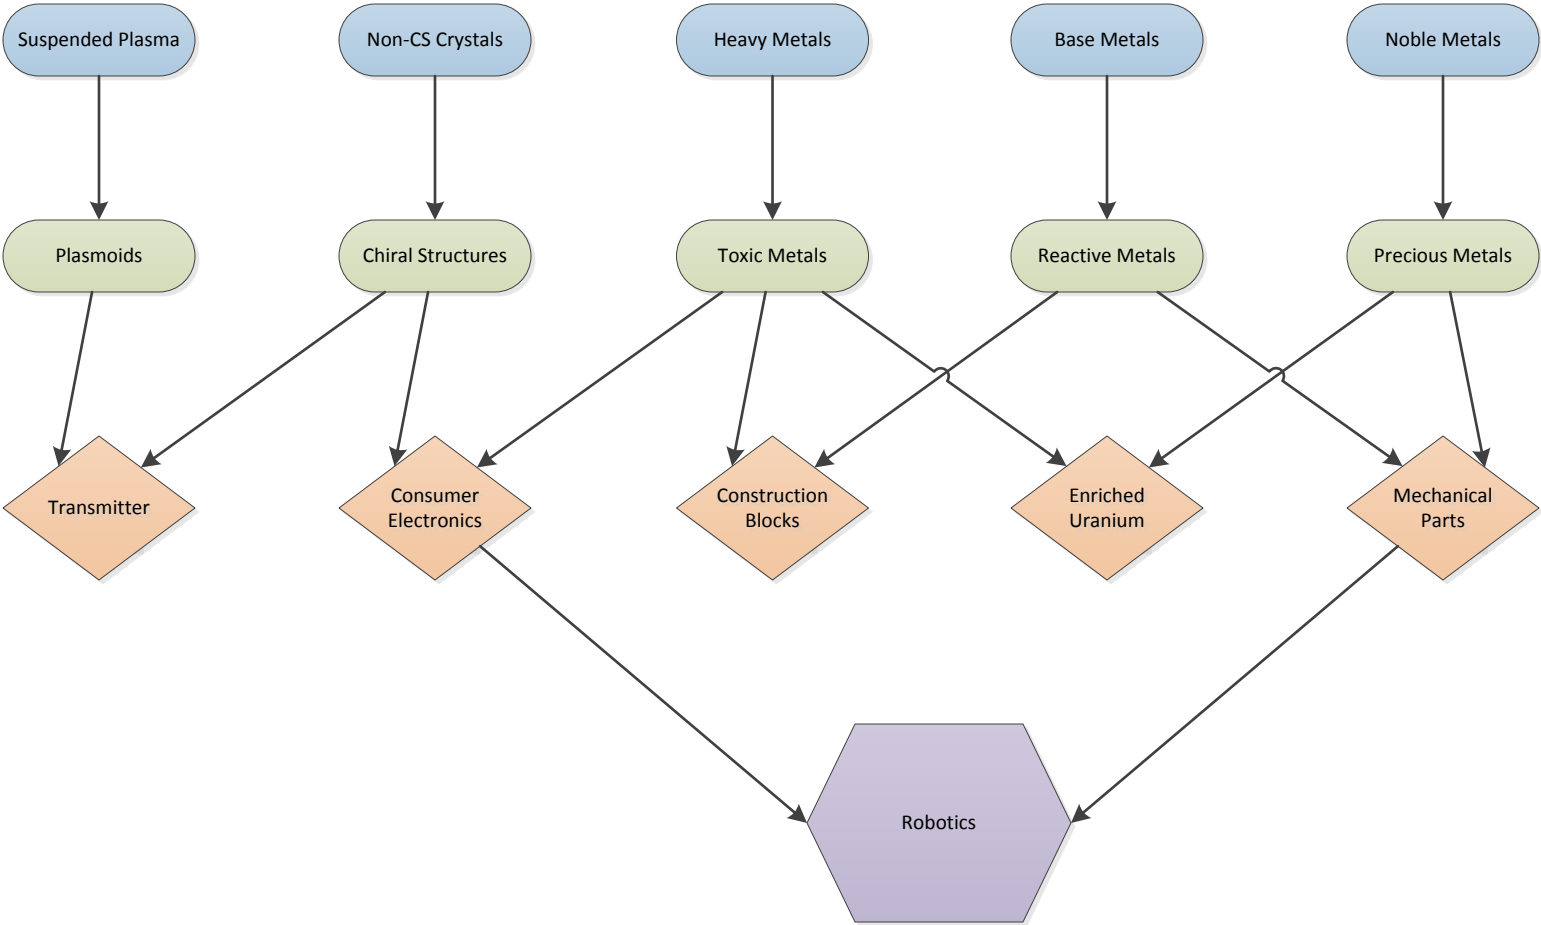 Suspended Plasma
Non-CS Crystals
Heavy Metals
Base Metals
Noble Metals
Plasmoids
Chiral Structures
Toxic Metals
Reactive Metals
Precious Metals
Transmitter
Consumer
Electronics
Construction
Blocks
Enriched
Uranium
Mechanical
Parts
Robotics